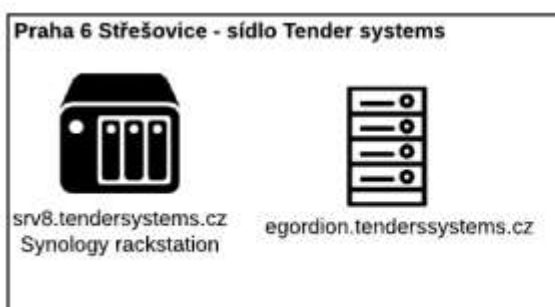 Praha 6 Střešovice - sídlo Tender systems
srv8.tendersystems.cz
Synology rackstation
egordion.tenderssystems.cz